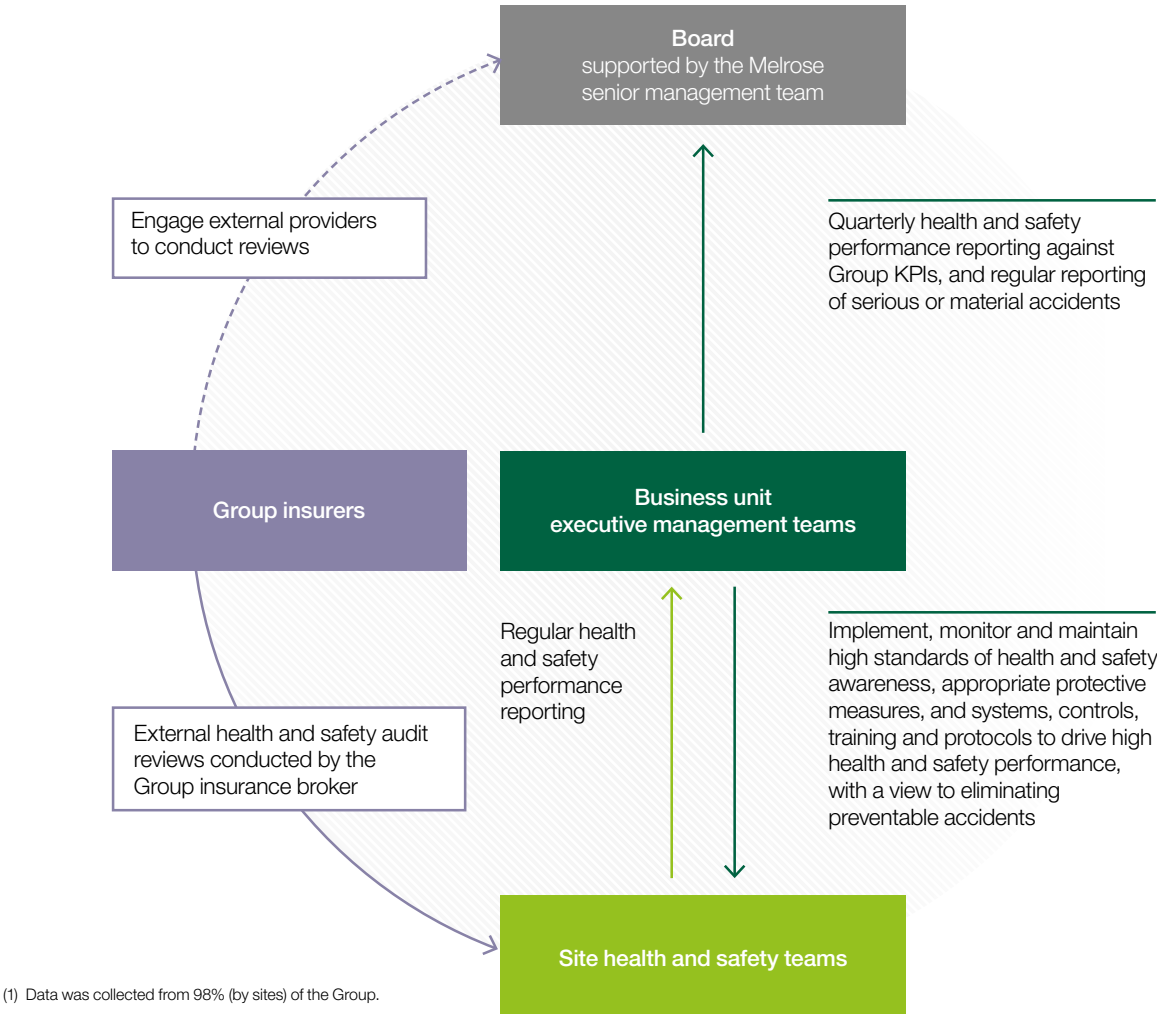 Board
supported by the Melrose
senior management team
Engage external providers
to conduct reviews
Quarterly health and safety
performance reporting against
Group KPIs, and regular reporting
of serious or material accidents
Group insurers
Business unit
executive management teams
Regular health
and safety
performance
reporting
Implement, monitor and maintain
high standards of health and safety
awareness, appropriate protective
measures, and systems, controls,
training and protocols to drive high
health and safety performance,
with a view to eliminating
preventable accidents
External health and safety audit
reviews conducted by the
Group insurance broker
Site health and safety teams
(1) Data was collected from 98% (by sites) of the Group.